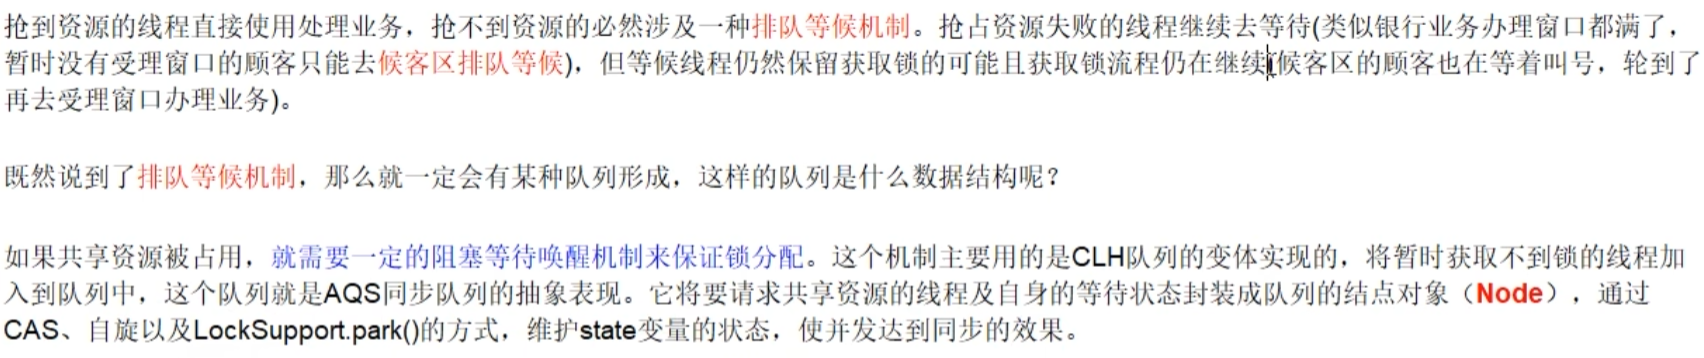 抢到资源的线程直接使用处理业务，抢不到资源的必然涉及一种排队等候机制。抢占资源失败的线程继续去等待(类似银行业务办理窗口都满了，
暂时没有受理窗口的顾客只能去候客区排队等候)，但等候线程仍然保留获取锁的可能且获取锁流程仍在继续(候客区的顾客也在等着叫号，轮到了
再去受理窗口办理业务)。
既然说到了排队等候机制，那么就一定会有某种队列形成，这样的队列是什么数据结构呢？
如果共享资源被占用，就需要一定的阻塞等待唤醒机制来保证锁分配。这个机制主要用的是CLH队列的变体实现的，将暂时获取不到锁的线程加
入到队列中，这个队列就是AQS同步队列的抽象表现。它将要请求共享资源的线程及自身的等待状态封装成队列的结点对象（Node），通过
CAS、自旋以及LockSupport.park()的方式，维护state变量的状态，使并发达到同步的效果。